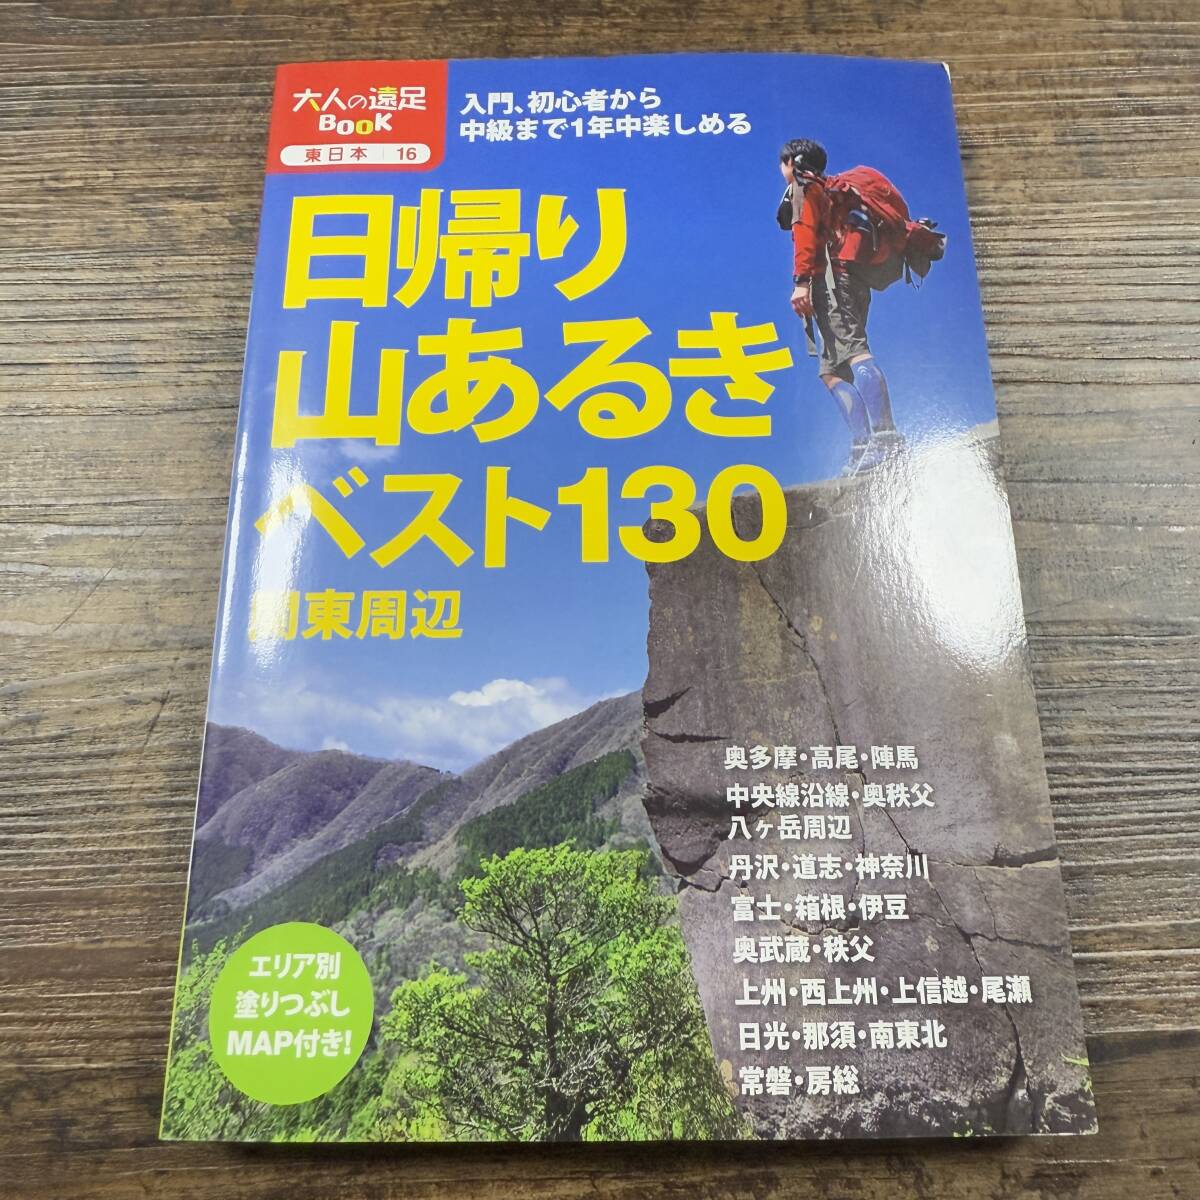 大人の遠足
BOOK
東日本 16
入門、初心者から
中級まで1年中楽しめる
日帰り
山あるき
ベスト130
関東周辺
奥多摩・高尾・陣馬
中央線沿線・奥秩父
八ヶ岳周辺
丹沢・道志・神奈川
富士・箱根・伊豆
奥武蔵・秩父
上州・西上州・上信越・尾瀬
日光・那須・南東北
常磐・房総
エリア別
塗りつぶし
MAP付き!